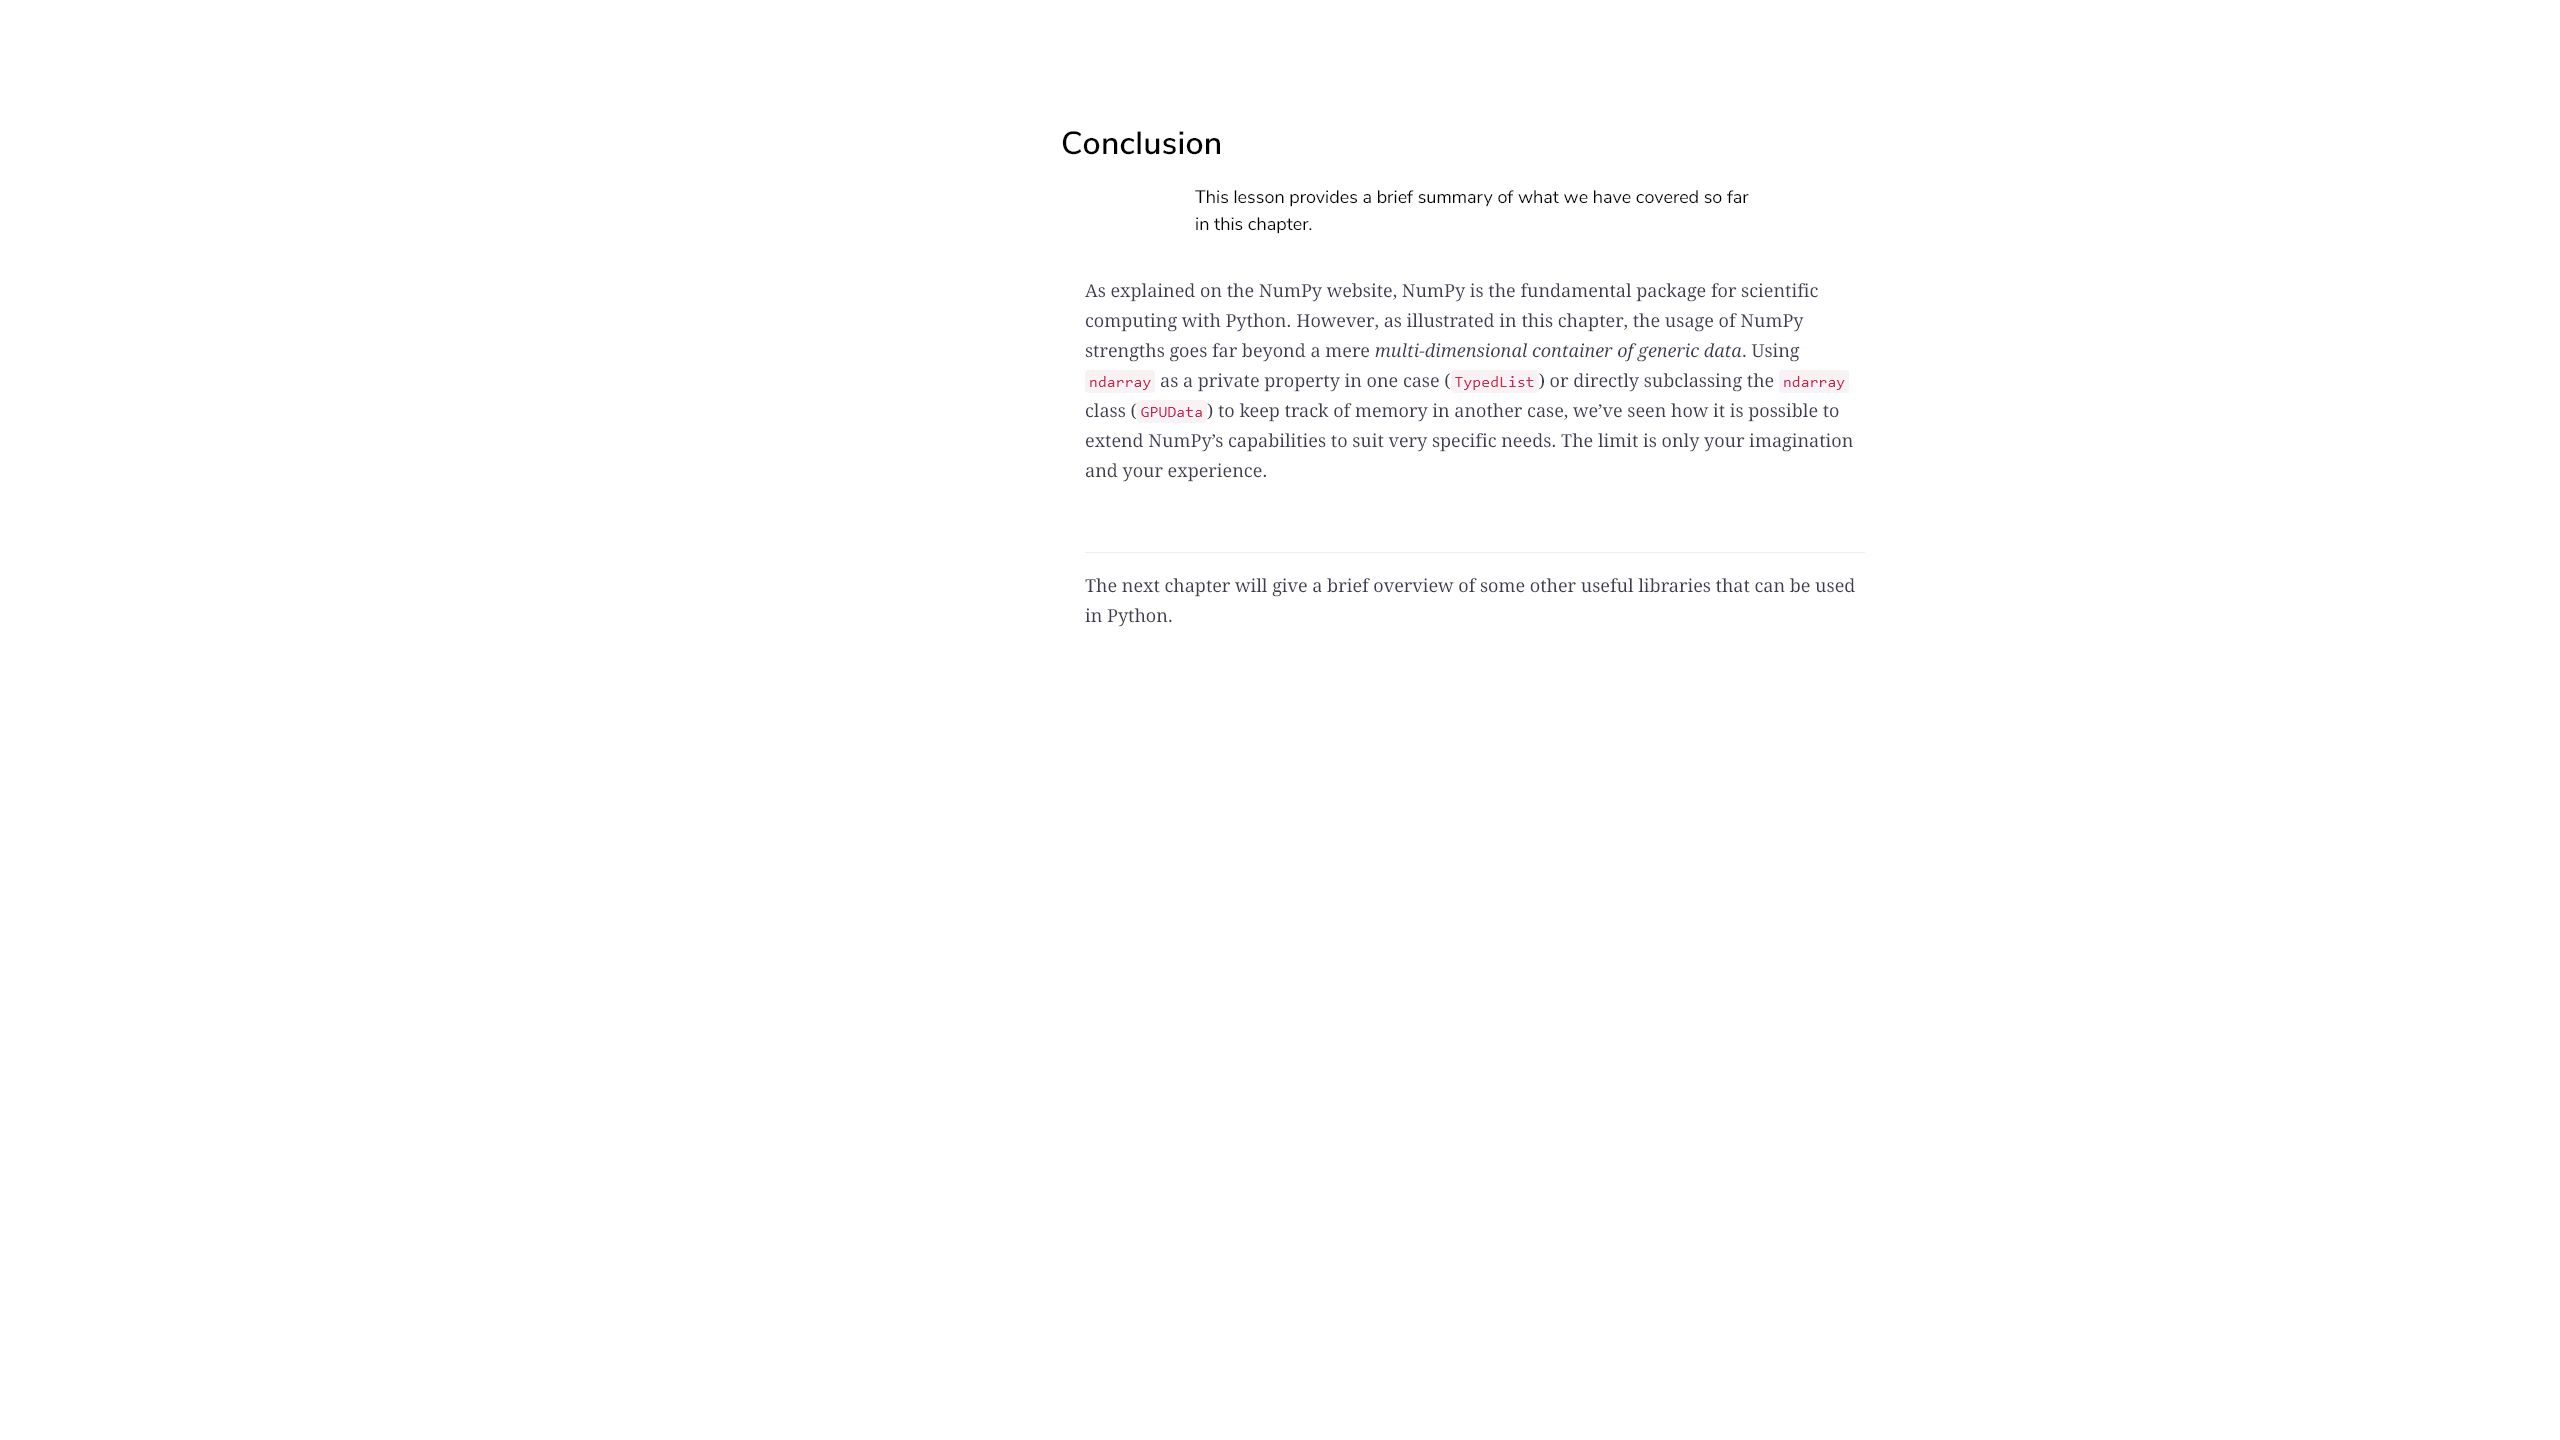 Conclusion
This lesson provides a brief summary of what we have covered so far
in this chapter.
As explained on the NumPy website, NumPy is the fundamental package for scientific
computing with Python. However, as illustrated in this chapter, the usage of NumPy
strengths goes far beyond a mere multi-dimensional container of generic data. Using
ndarray as a private property in one case (TypedList) or directly subclassing the ndarray
class (GPUData) to keep track of memory in another case, we’ve seen how it is possible to
extend NumPy’s capabilities to suit very specific needs. The limit is only your imagination
and your experience.
The next chapter will give a brief overview of some other useful libraries that can be used
in Python.